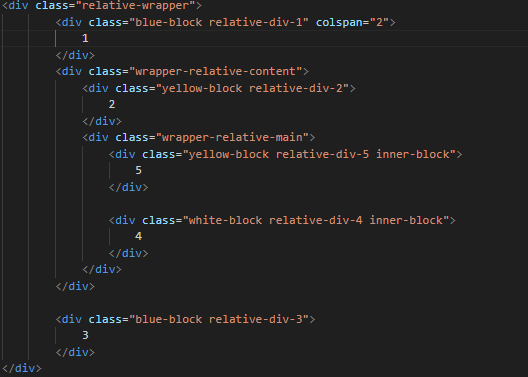 <div class="relative-wrapper">
<div class="blue-block relative-div-1" colspan="2">
1
</div>
<div class="wrapper-relative-content">
<div class="yellow-block relative-div-2">
2
</div>
<div class="wrapper-relative-main">
<div class="yellow-block relative-div-5 inner-block">
5
</div>
<div class="white-block relative-div-4 inner-block">
4
</div>
</div>
</div>
<div class="blue-block relative-div-3">
3
</div>
</div>